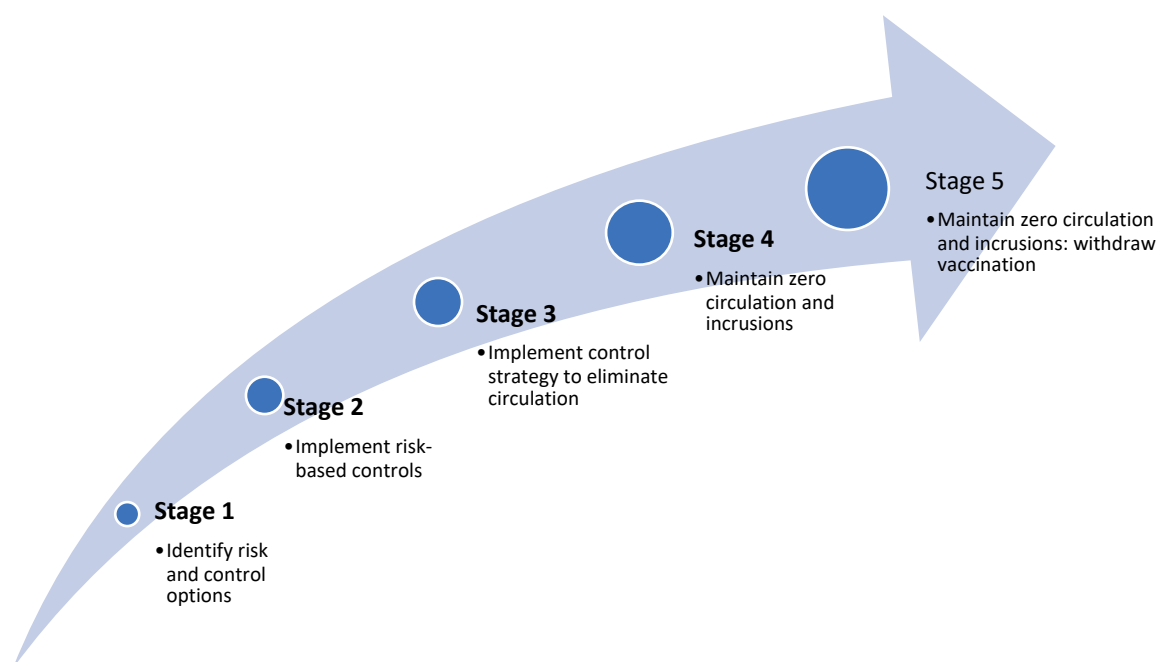 Stage 1
•Identify risk
and control
options
Stage 2
•Implement risk-
based controls
Stage 3
•Implement control
strategy to eliminate
circulation
Stage 4
•Maintain zero
circulation and
incrusions
Stage 5
•Maintain zero circulation
and incrusions: withdraw
vaccination